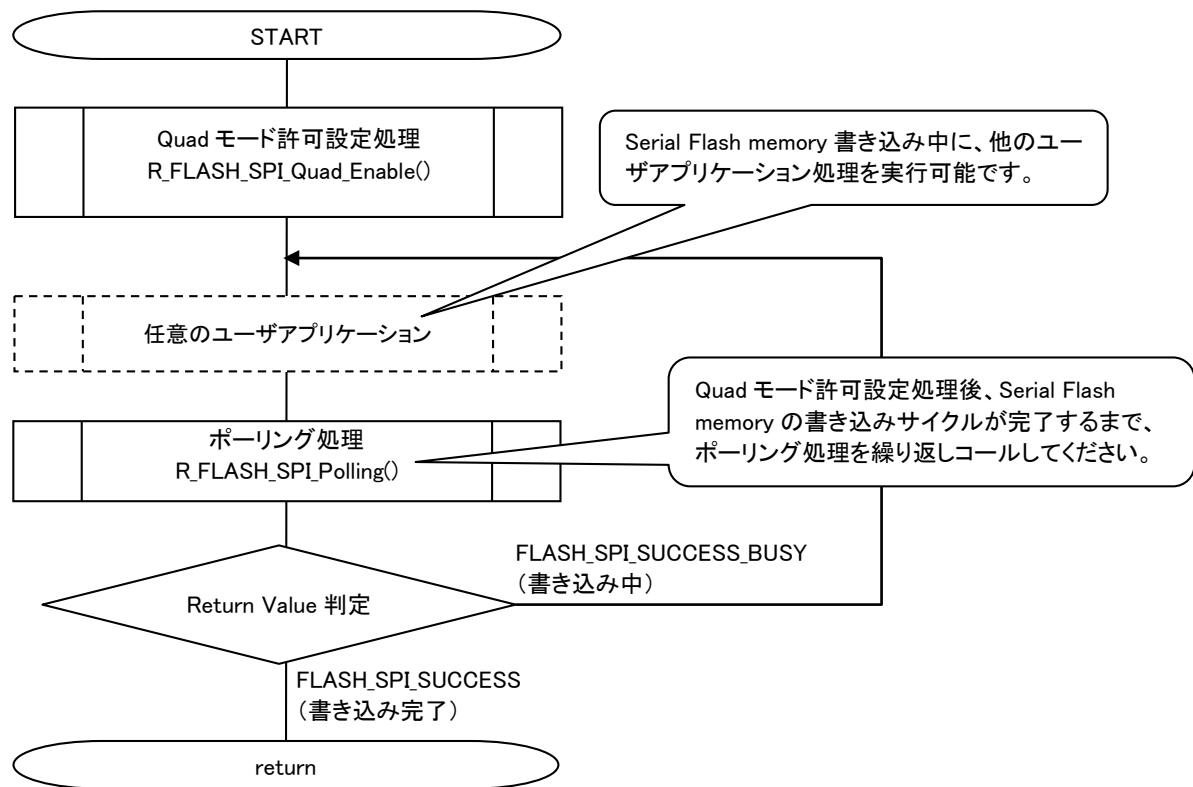 START
Quad モード許可設定処理
R_FLASH_SPI_Quad_Enable()
Serial Flash memory 書き込み中に、他のユー
ザアプリケーション処理を実行可能です。
任意のユーザアプリケーション
Quad モード許可設定処理後、Serial Flash
memory の書き込みサイクルが完了するまで、
ポーリング処理を繰り返しコールしてください。
ポーリング処理
R_FLASH_SPI_Polling()
FLASH_SPI_SUCCESS_BUSY
（書き込み中）
Return Value 判定
FLASH_SPI_SUCCESS
（書き込み完了）
return